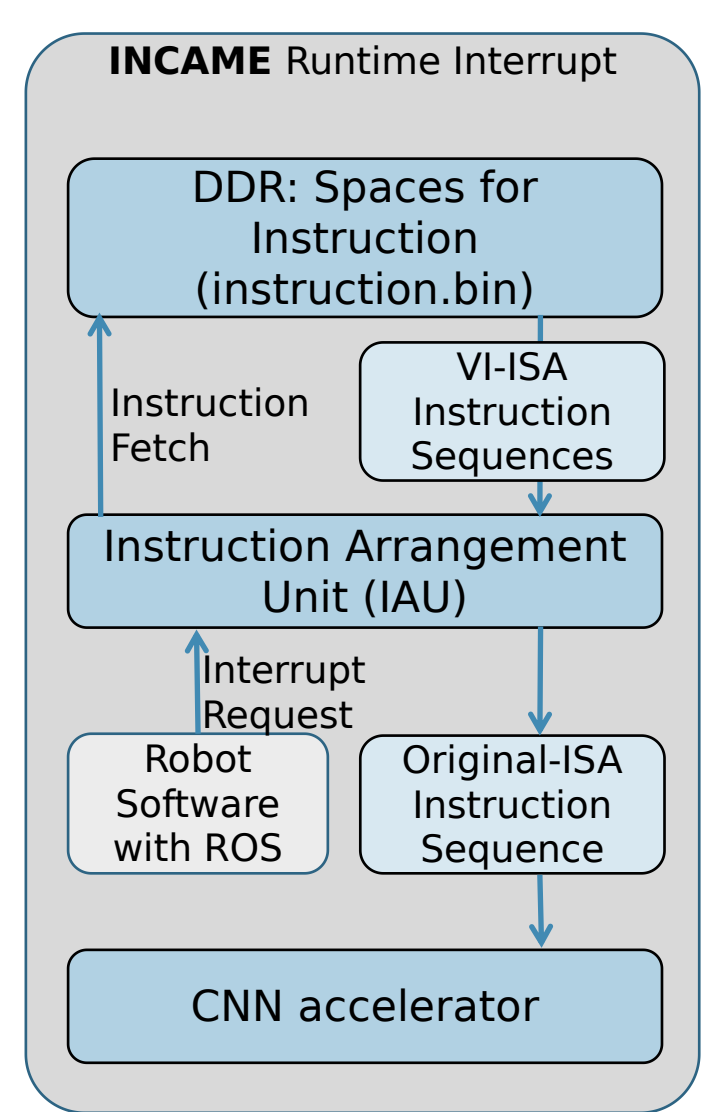 INCAME Runtime Interrupt
DDR: Spaces for
Instruction
(instruction.bin)
Instruction
Fetch
VI-ISA
Instruction
Sequences
Instruction Arrangement
Unit (IAU)
Interrupt
Request
Robot
Software
with ROS
Original-ISA
Instruction
Sequence
CNN accelerator